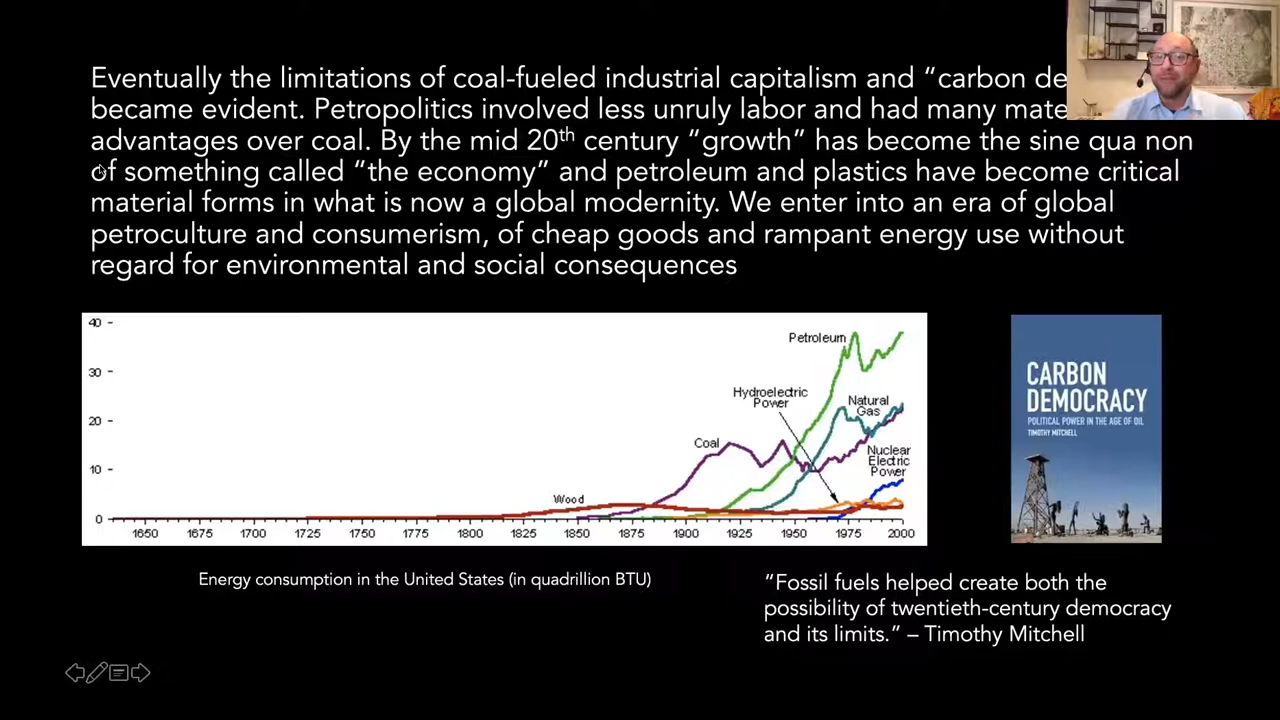 Eventually the limitations of coal-fueled industrial capitalism and “carbon de
became evident. Petropolitics involved less unruly labor and had many mate
advantages over coal. By the mid 20th century “growth” has become the sine qua non
of something called “the economy” and petroleum and plastics have become critical
material forms in what is now a global modernity. We enter into an era of global
petroculture and consumerism, of cheap goods and rampant energy use without
regard for environmental and social consequences
40
30
20
10
0
Petroleum
Hydroelectric
Power
Natural
Gas
Coal
Nuclear
Electric
Power
Wood
1650 1675 1700 1725 1750 1775 1800 1825 1850 1875 1900 1925 1950 1975 2000
Energy consumption in the United States (in quadrillion BTU)
CARBON
DEMOCRACY
POLITICAL POWER IN THE AGE OF OIL
TIMOTHY MITCHELL
“Fossil fuels helped create both the
possibility of twentieth-century democracy
and its limits.” – Timothy Mitchell